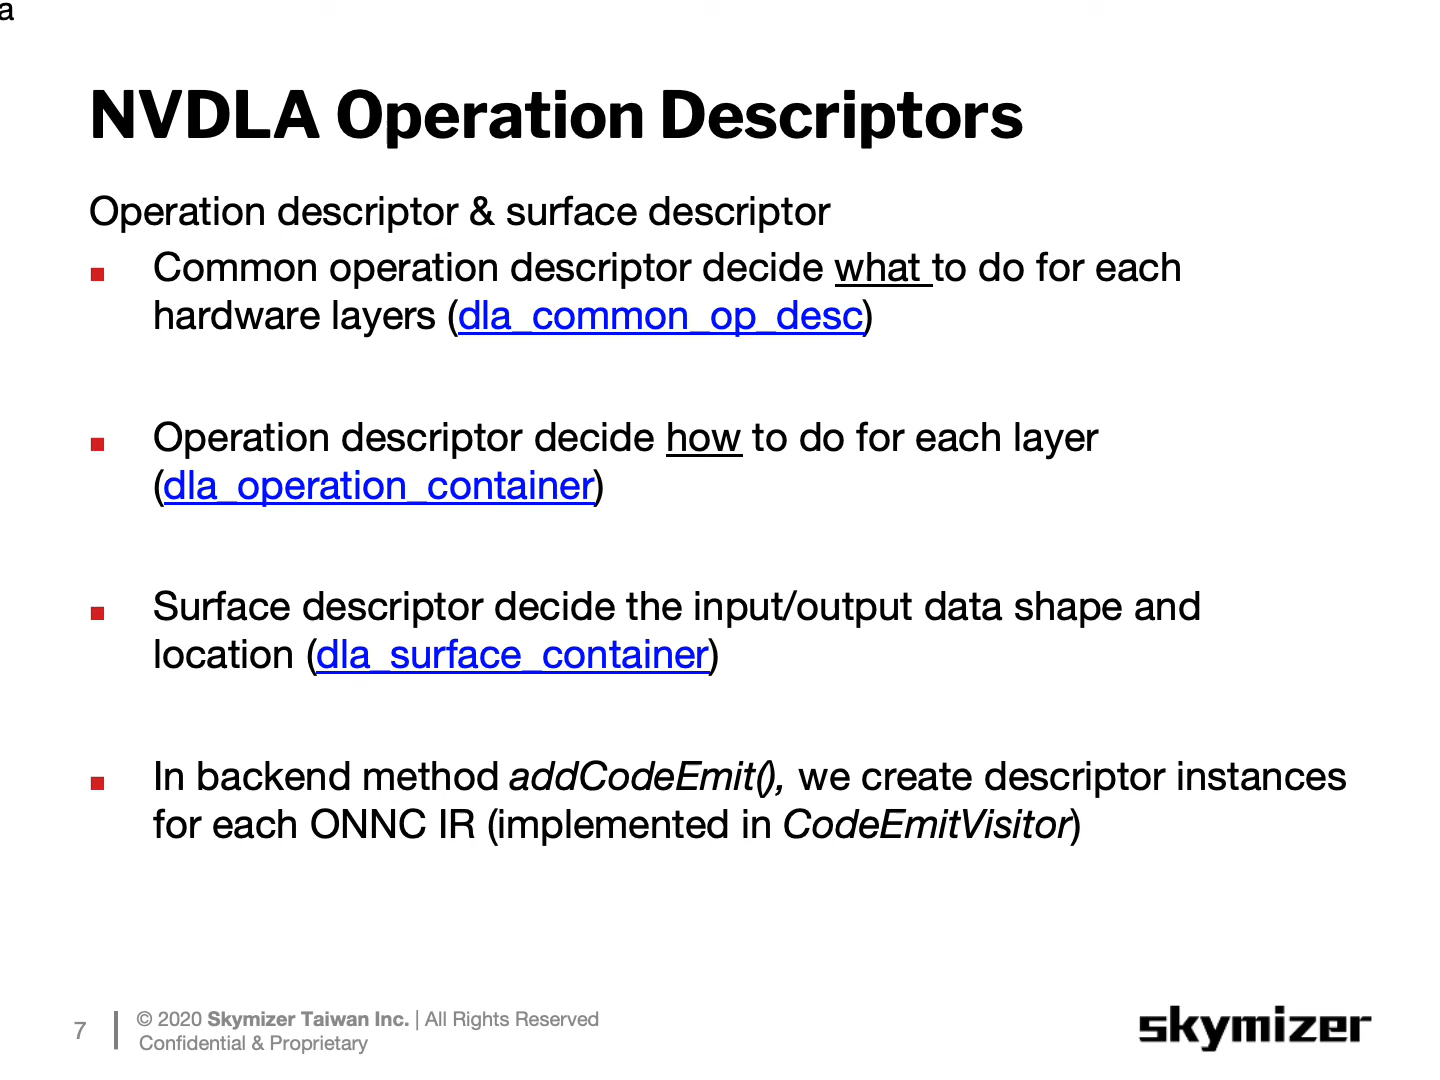 a
NVDLA Operation Descriptors
Operation descriptor & surface descriptor
Common operation descriptor decide what to do for each
hardware layers (dla_common_op_desc)
Operation descriptor decide how to do for each layer
(dla_operation_container)
Surface descriptor decide the input/output data shape and
location (dla_surface_container)
In backend method addCodeEmit(), we create descriptor instances
for each ONNC IR (implemented in CodeEmitVisitor)
7
© 2020 Skymizer Taiwan Inc. | All Rights Reserved
Confidential & Proprietary
skymizer